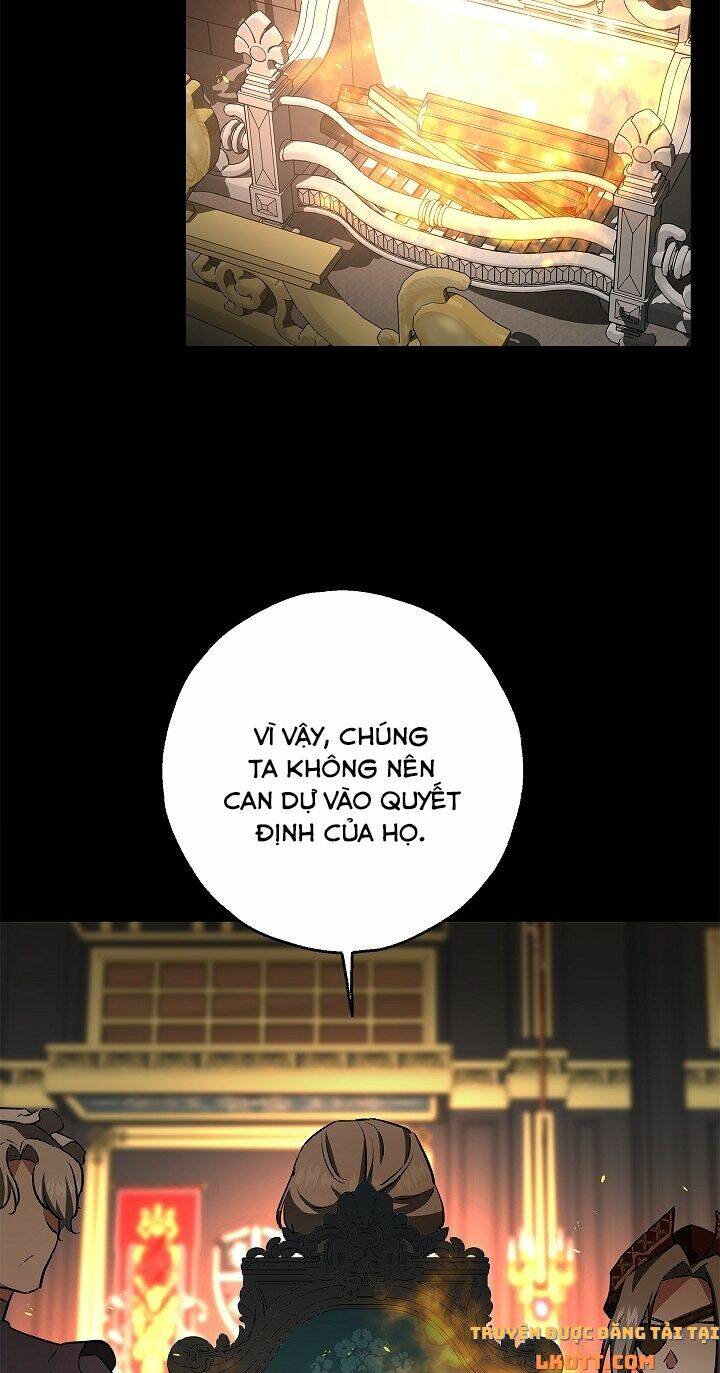 VÌ VẬY, CHÚNG
TA KHÔNG NÊN
CAN DỰ VÀO QUYẾT
ĐỊNH CỦA HỌ.
TRUYỆN ĐƯỢC ĐĂNG TẢI TẠI
LKOTT.COM